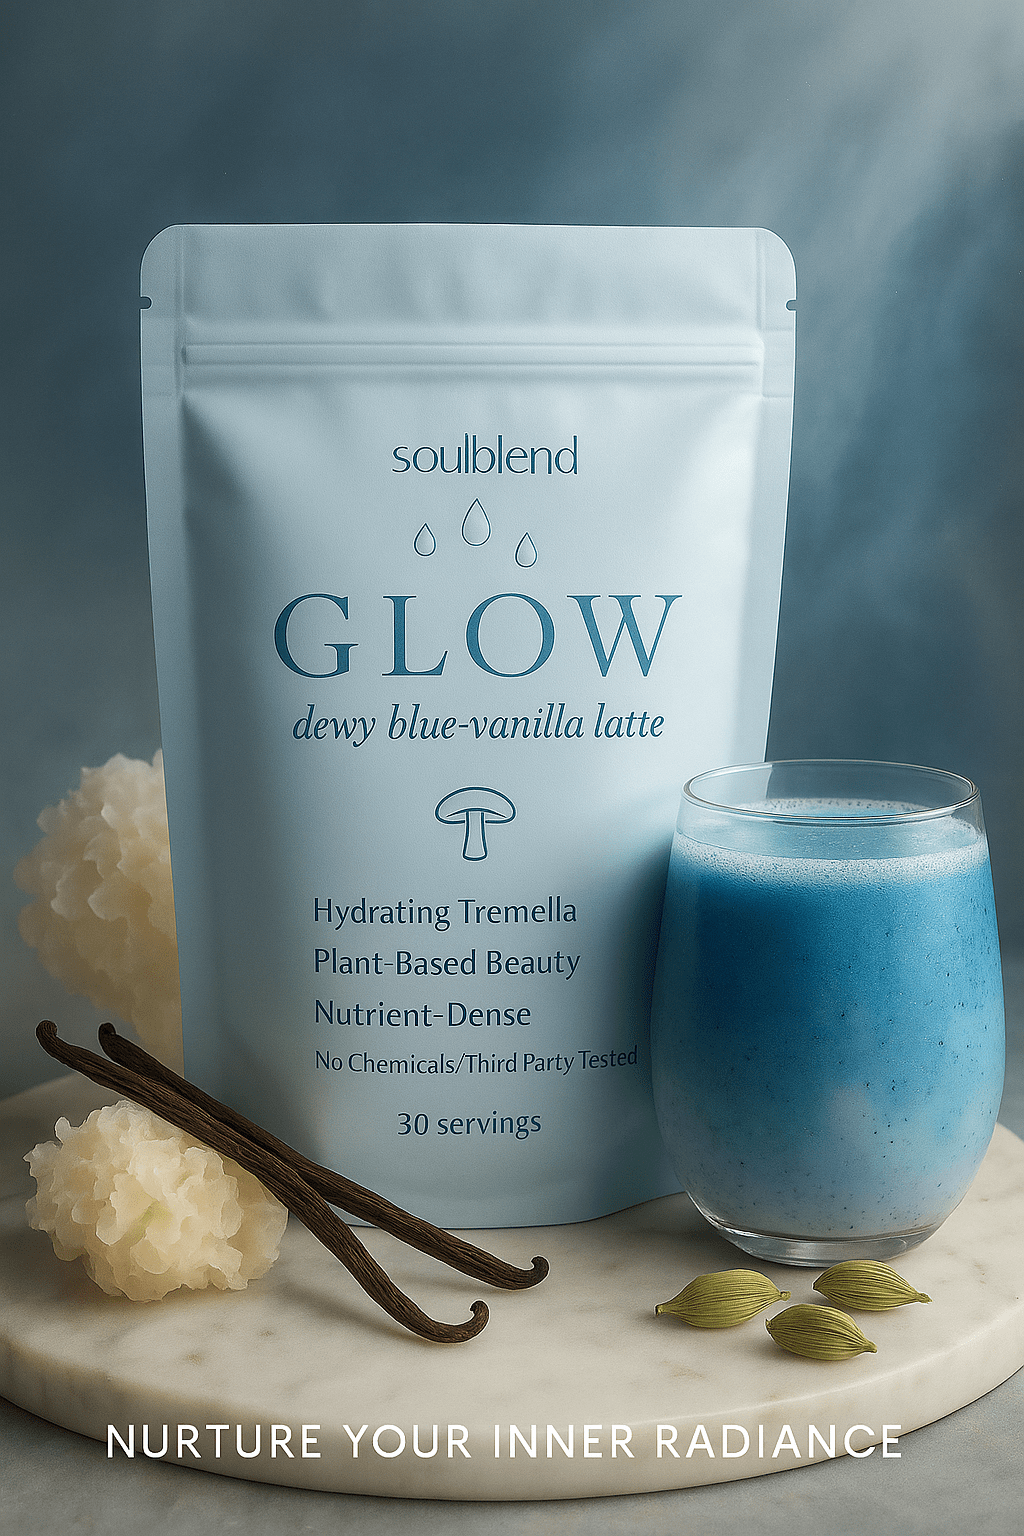 soulblend
GLOW
dewy blue-vanilla latte
Hydrating Tremella
Plant-Based Beauty
Nutrient-Dense
No Chemicals/Third Party Tested
30 servings
NURTURE YOUR INNER RADIANCE